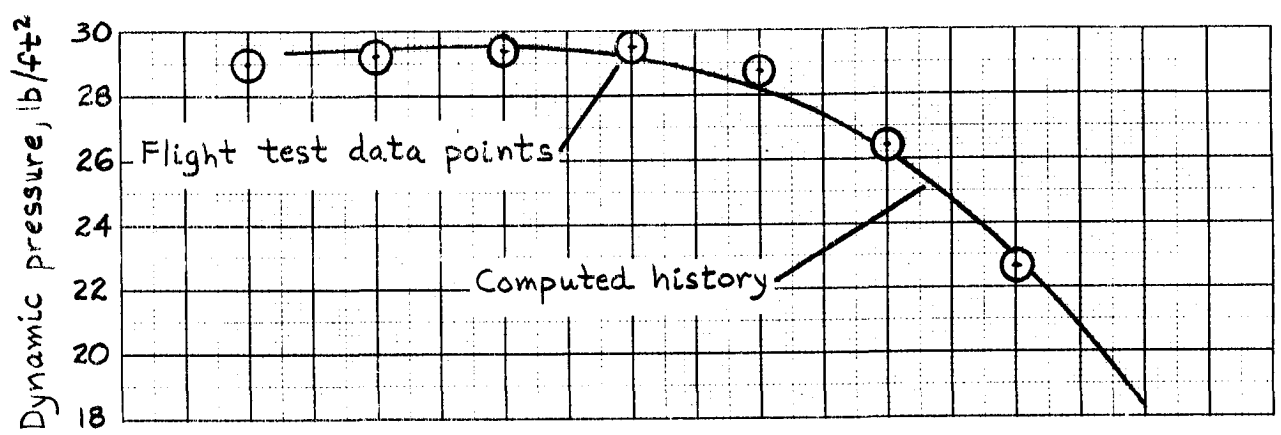 Dynamic pressure, lb/ft²
30
28
26
24
22
20
18
Flight test data points
Computed history